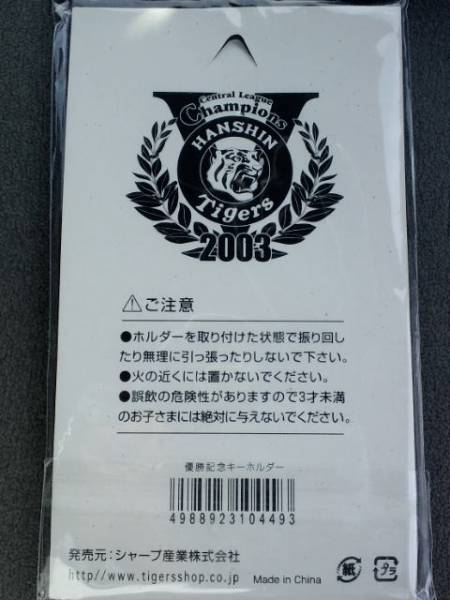 Central League
Champions
HANSHIN
Tigers
2003
⚠ご注意
●ホルダーを取り付けた状態で振り回し
たり無理に引っ張ったりしないで下さい。
●火の近くには置かないでください。
●誤飲の危険性がありますので3才未満
のお子さまには絶対に与えないでください。
優勝記念キーホルダー
4988923104493
発売元：シャープ産業株式会社
http//www.tigersshop.co.jp Made in China
紙 プラ